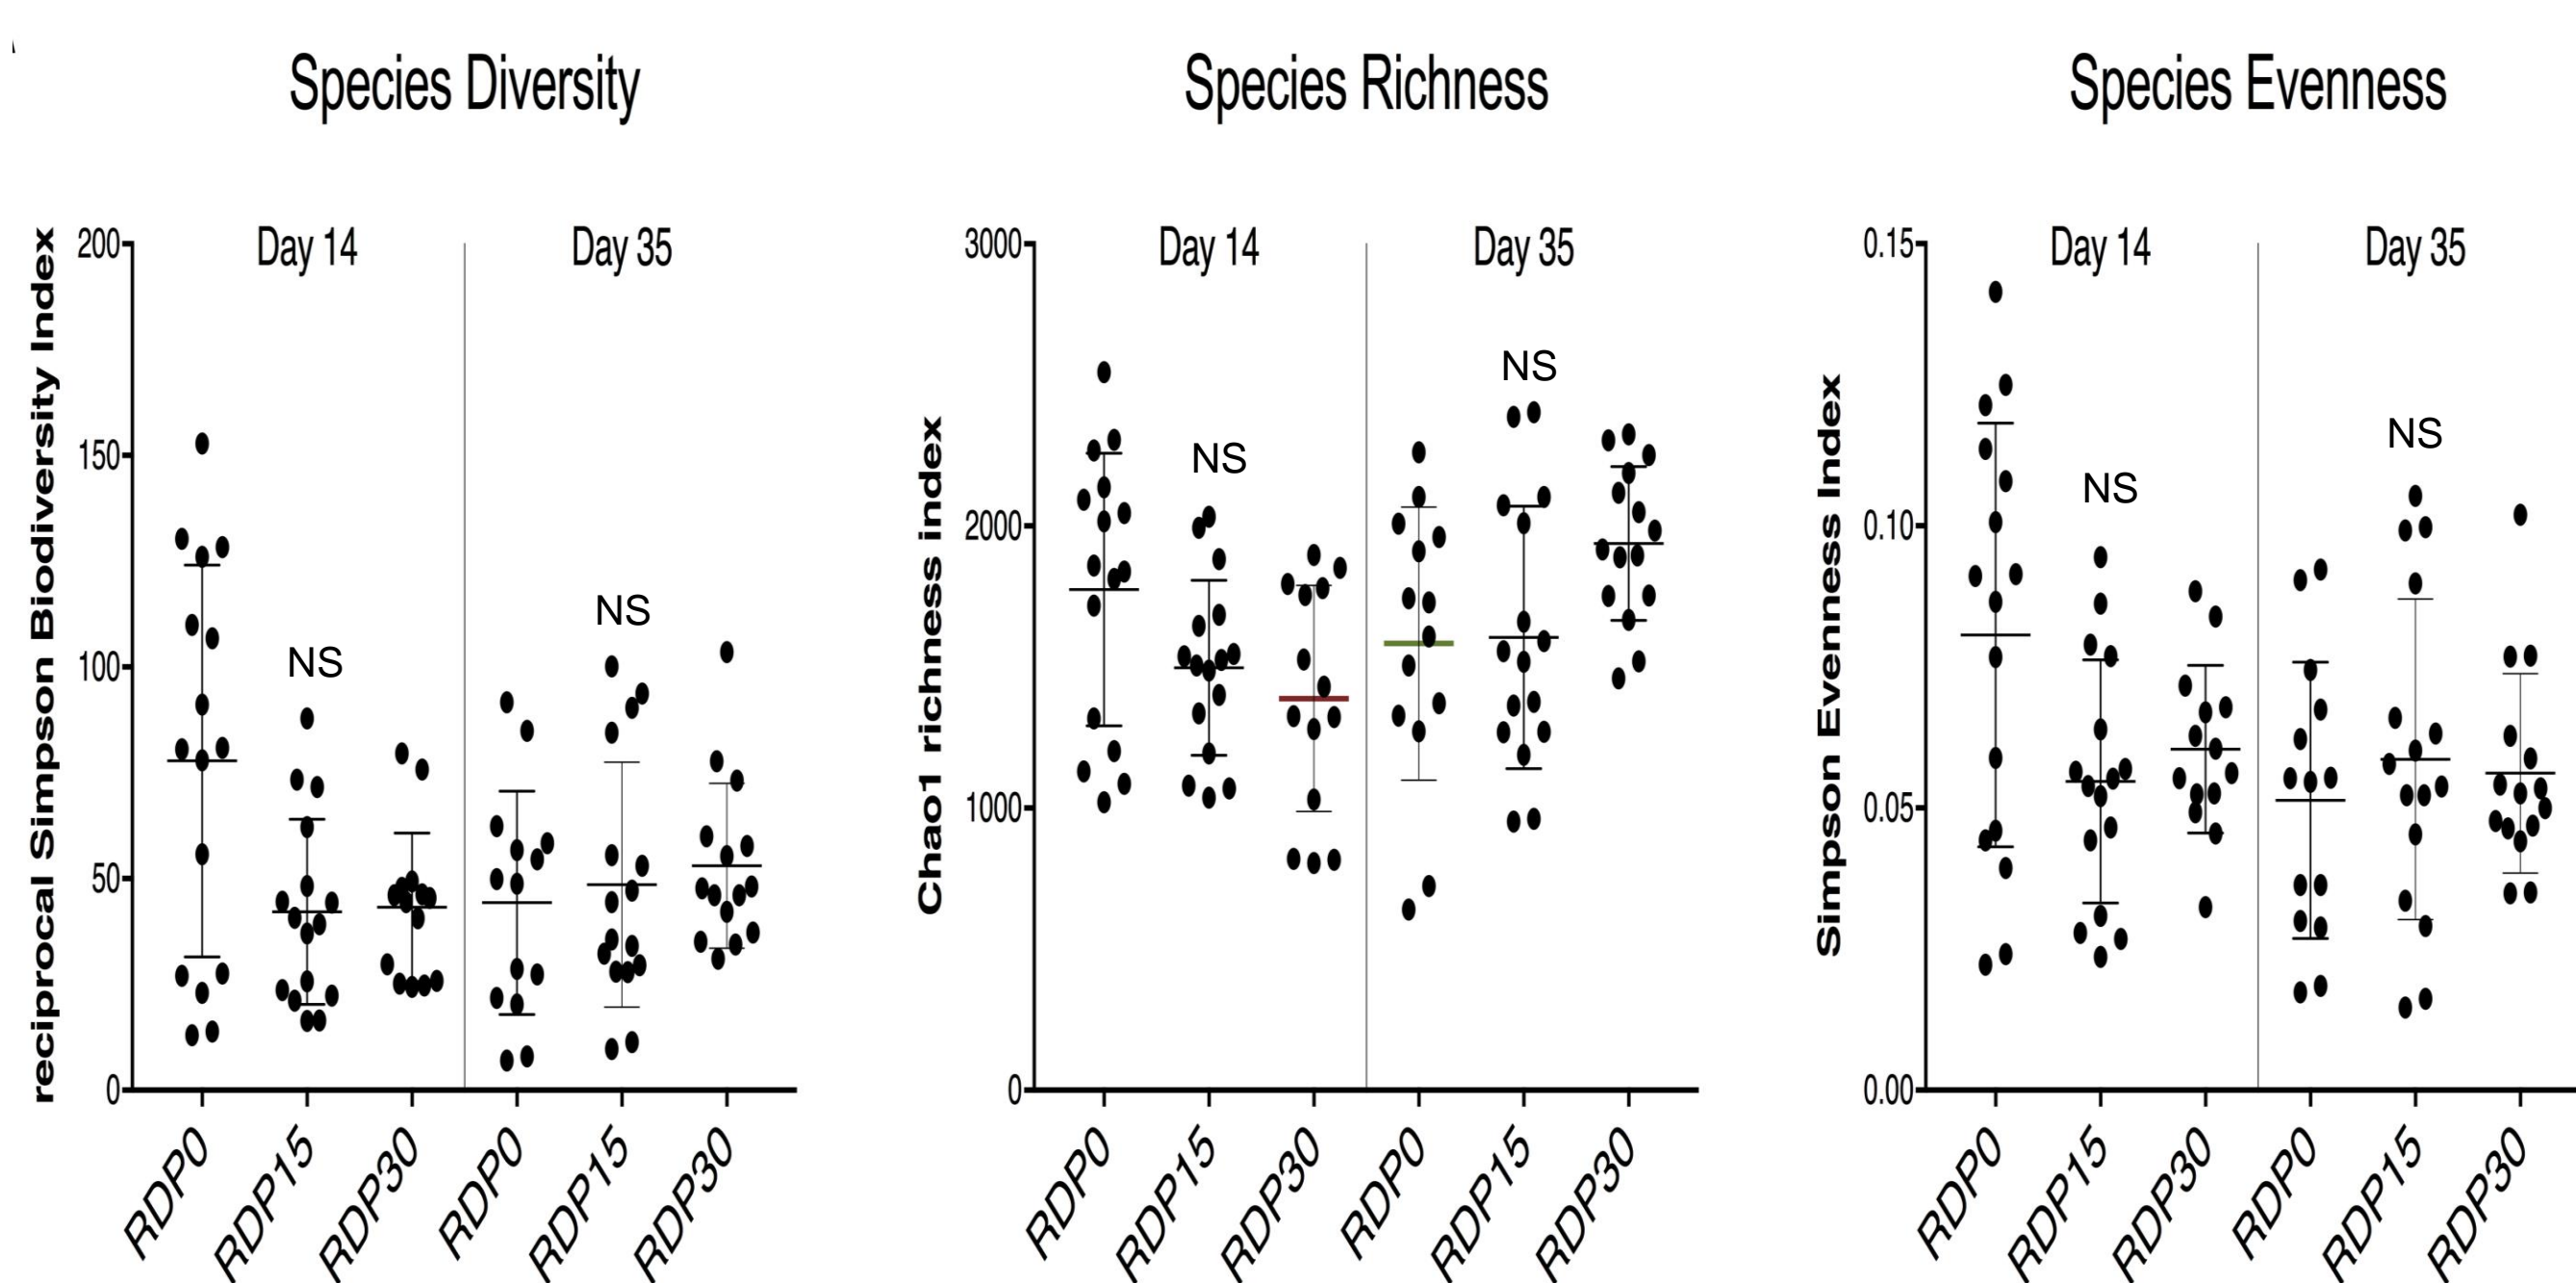 Species Diversity
reciprocal Simpson Biodiversity Index
200
150
100
50
0
Day 14
Day 35
NS
NS
RDP0
RDP15
RDP30
RDP0
RDP15
RDP30
Species Richness
Chao1 richness index
3000
2000
1000
0
Day 14
Day 35
NS
NS
RDP0
RDP15
RDP30
RDP0
RDP15
RDP30
Species Evenness
Simpson Evenness Index
0.15
0.10
0.05
0.00
Day 14
Day 35
NS
NS
RDP0
RDP15
RDP30
RDP0
RDP15
RDP30